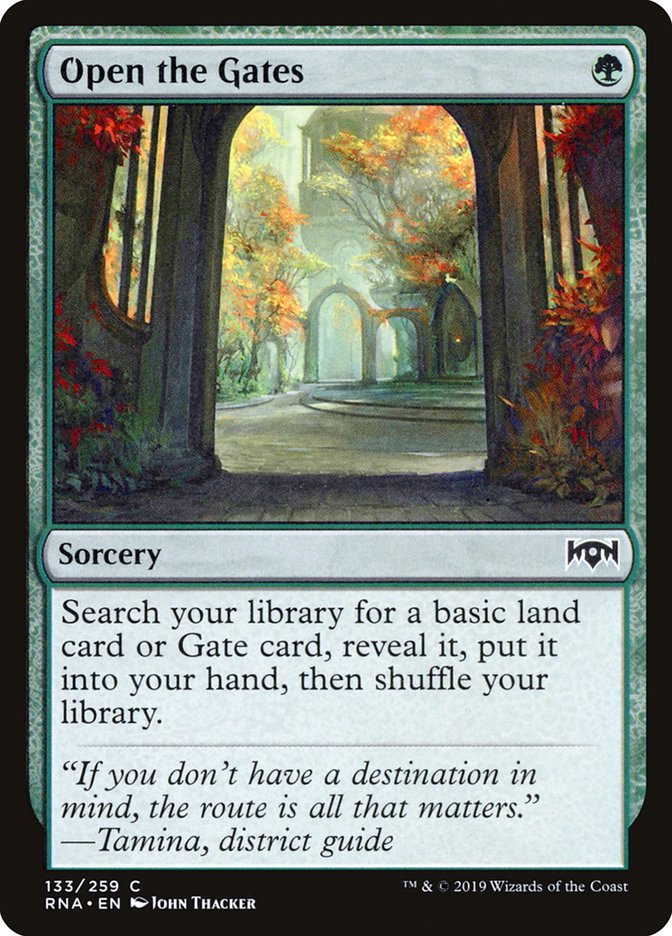 Open the Gates
Sorcery
Search your library for a basic land
card or Gate card, reveal it, put it
into your hand, then shuffle your
library.
“If you don’t have a destination in
mind, the route is all that matters.”
—Tamina, district guide
133/259 C
™ & © 2019 Wizards of the Coast
RNA • EN John Thacker